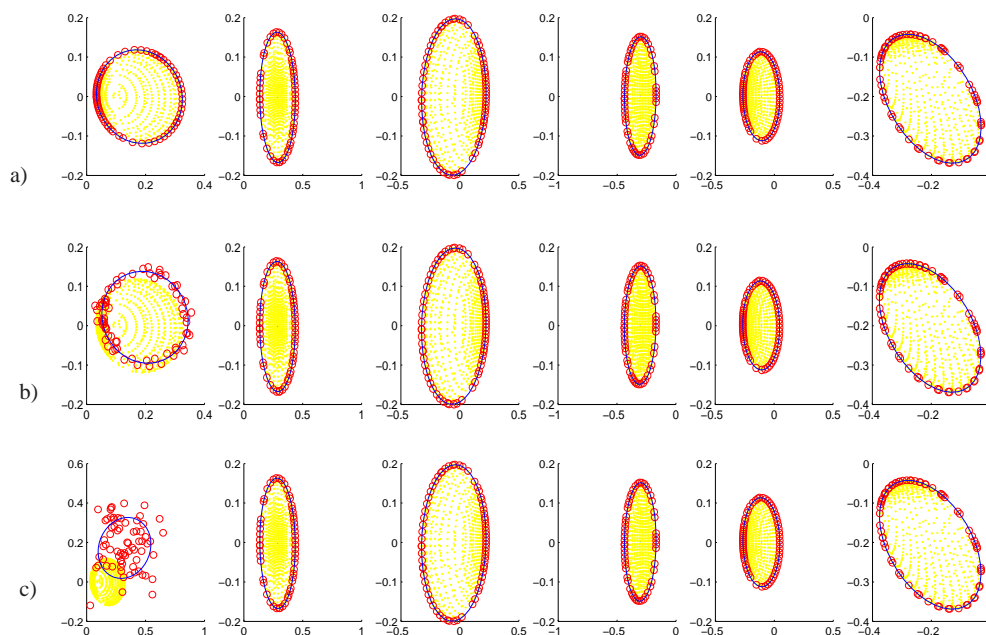 0.2 0.2 0.2 0.2 0.2 0
0.1 0.1 0.1 0.1 0.1 −0.1
0 0 0 0 0 −0.2
−0.1 −0.1 −0.1 −0.1 −0.1 −0.3
a)
−0.2 −0.2 −0.2 −0.2 −0.2 −0.4
0 0.2 0.4 0 0.5 1 −0.5 0 0.5 −1 −0.5 0 −0.5 0 0.5 −0.4 −0.2
0.2 0.2 0.2 0.2 0.2 0
0.1 0.1 0.1 0.1 0.1 −0.1
0 0 0 0 0 −0.2
−0.1 −0.1 −0.1 −0.1 −0.1 −0.3
b)
−0.2 −0.2 −0.2 −0.2 −0.2 −0.4
0 0.2 0.4 0 0.5 1 −0.5 0 0.5 −1 −0.5 0 −0.5 0 0.5 −0.4 −0.2
0.6 0.2 0.2 0.2 0.2 0
0.4 0.1 0.1 0.1 0.1 −0.1
0.2 0 0 0 0 −0.2
0 −0.1 −0.1 −0.1 −0.1 −0.3
c)
−0.2 −0.2 −0.2 −0.2 −0.2 −0.4
0 0.5 1 0 0.5 1 −0.5 0 0.5 −1 −0.5 0 −0.5 0 0.5 −0.4 −0.2